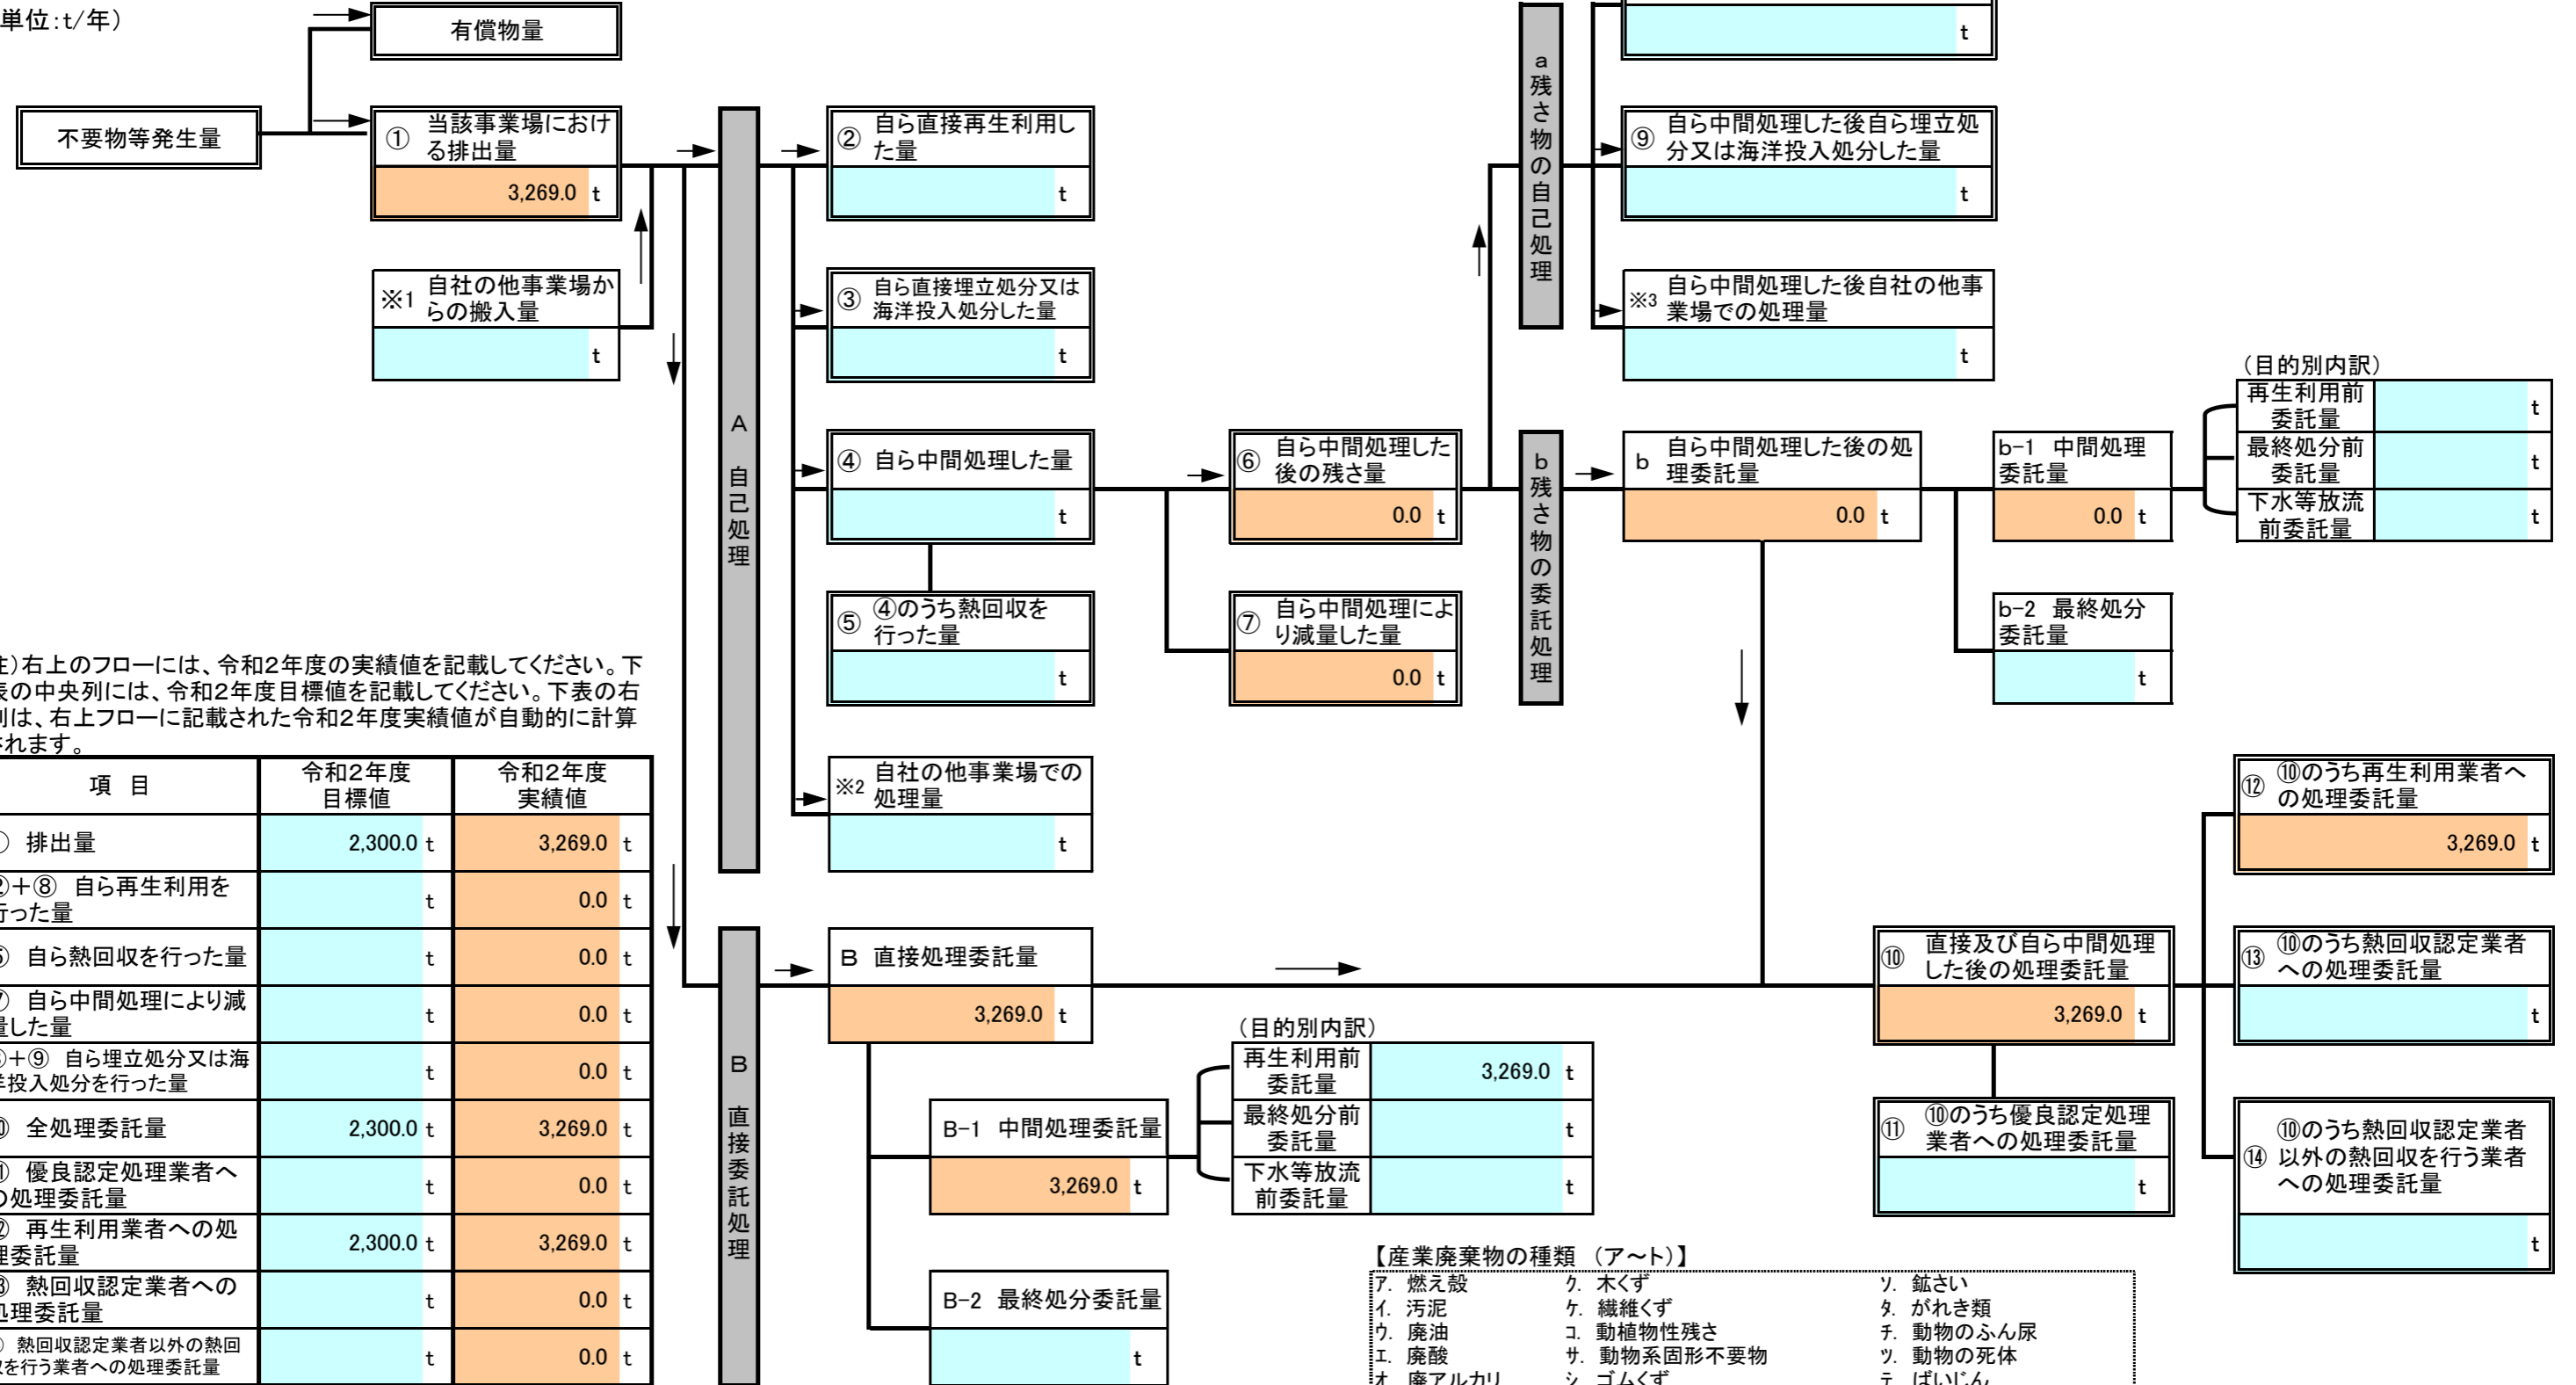 単位:t/年)
有償物量
不要物等発生量
① 当該事業場におけ
る排出量
3,269.0 t
※1 自社の他事業場か
らの搬入量
t
A 自己処理
② 自ら直接再生利用し
た量
t
③ 自ら直接埋立処分又は
海洋投入処分した量
t
④ 自ら中間処理した量
t
⑤ ④のうち熱回収を
行った量
t
※2 自社の他事業場での
処理量
t
⑥ 自ら中間処理した
後の残さ量
0.0 t
⑦ 自ら中間処理によ
り減量した量
0.0 t
a 残さ物の自己処理
t
⑨ 自ら中間処理した後自ら埋立処
分又は海洋投入処分した量
t
※3 自ら中間処理した後自社の他事
業場での処理量
t
b 残さ物の委託処理
b 自ら中間処理した後の処
理委託量
0.0 t
b-1 中間処理
委託量
0.0 t
b-2 最終処分
委託量
t
(目的別内訳)
再生利用前
委託量
t
最終処分前
委託量
t
下水等放流
前委託量
t
注)右上のフローには、令和2年度の実績値を記載してください。下
表の中央列には、令和2年度目標値を記載してください。下表の右
列は、右上フローに記載された令和2年度実績値が自動的に計算
されます。
項 目
令和2年度
目標値
令和2年度
実績値
① 排出量 2,300.0 t 3,269.0 t
②+⑧ 自ら再生利用を
行った量
t 0.0 t
⑤ 自ら熱回収を行った量 t 0.0 t
⑦ 自ら中間処理により減
量した量
t 0.0 t
③+⑨ 自ら埋立処分又は海
洋投入処分を行った量
t 0.0 t
⑩ 全処理委託量 2,300.0 t 3,269.0 t
⑪ 優良認定処理業者へ
の処理委託量
t 0.0 t
⑫ 再生利用業者への処
理委託量
2,300.0 t 3,269.0 t
⑬ 熱回収認定業者への
処理委託量
t 0.0 t
⑭ 熱回収認定業者以外の熱回
収を行う業者への処理委託量
t 0.0 t
B 直接委託処理
B 直接処理委託量
3,269.0 t
B-1 中間処理委託量
3,269.0 t
B-2 最終処分委託量
t
(目的別内訳)
再生利用前
委託量
3,269.0 t
最終処分前
委託量
t
下水等放流
前委託量
t
⑩ 直接及び自ら中間処理
した後の処理委託量
3,269.0 t
⑪ ⑩のうち優良認定処理
業者への処理委託量
t
⑫ ⑩のうち再生利用業者へ
の処理委託量
3,269.0 t
⑬ ⑩のうち熱回収認定業者
への処理委託量
t
⑭ ⑩のうち熱回収認定業者
以外の熱回収を行う業者
への処理委託量
t
【産業廃棄物の種類 (ア～ト)】
ア. 燃え殻 ク. 木くず ソ. 鉱さい
イ. 汚泥 ケ. 繊維くず タ. がれき類
ウ. 廃油 コ. 動植物性残さ チ. 動物のふん尿
エ. 廃酸 サ. 動物系固形不要物 ツ. 動物の死体
オ. 廃アルカリ シ. ゴムくず テ. ばいじん